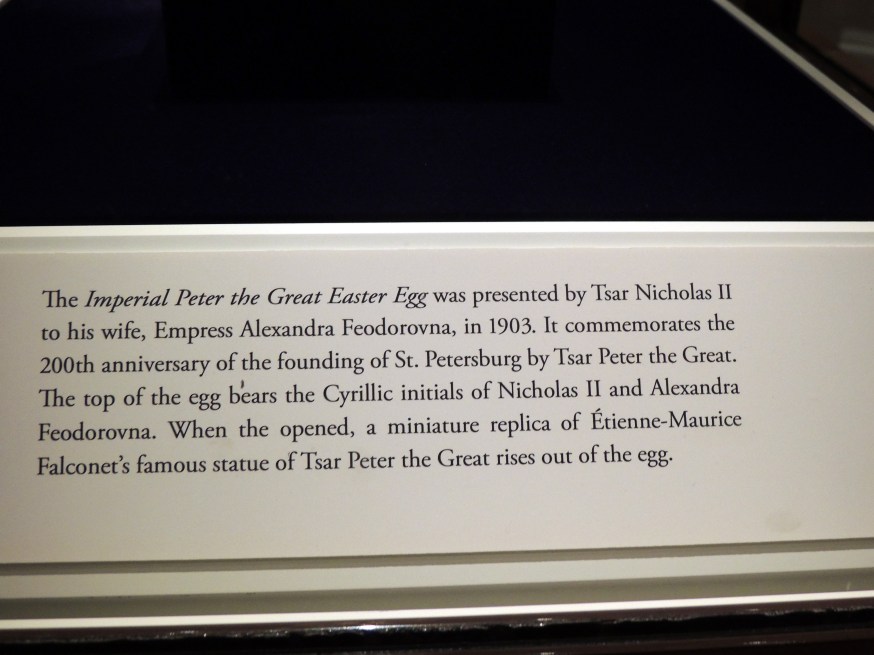 The Imperial Peter the Great Easter Egg was presented by Tsar Nicholas II
to his wife, Empress Alexandra Feodorovna, in 1903. It commemorates the
200th anniversary of the founding of St. Petersburg by Tsar Peter the Great.
The top of the egg bears the Cyrillic initials of Nicholas II and Alexandra
Feodorovna. When the opened, a miniature replica of Étienne-Maurice
Falconet's famous statue of Tsar Peter the Great rises out of the egg.